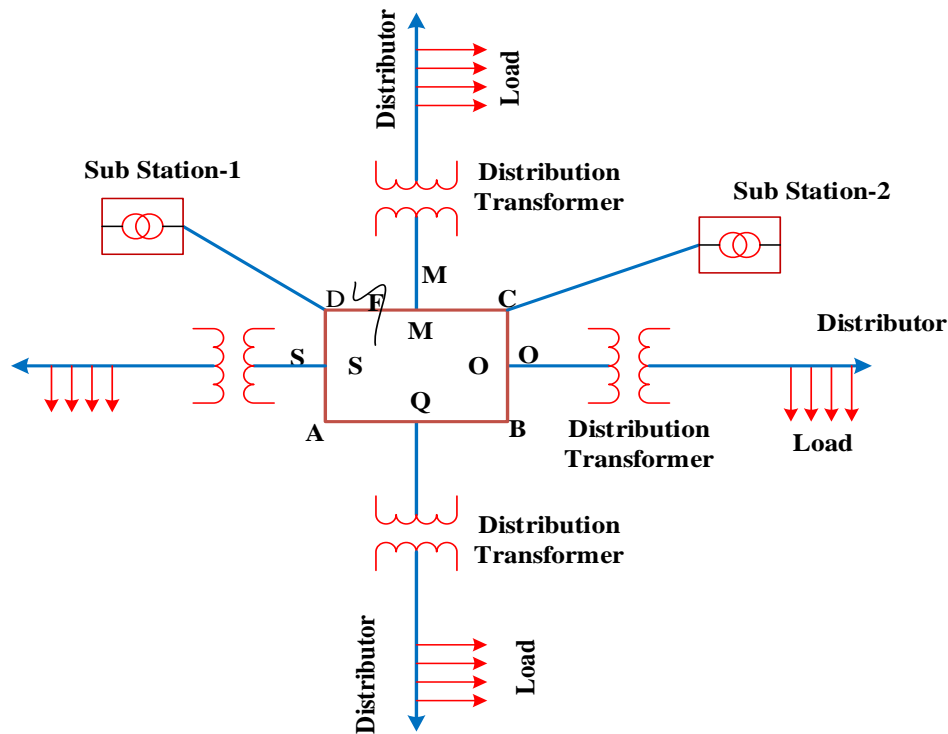 Distributor
Load
Sub Station-1
Distribution
Transformer
Sub Station-2
M
D
F
C
M
Distributor
S
S
O
O
Q
A
B
Distribution
Transformer
Load
Distribution
Transformer
Distributor
Load